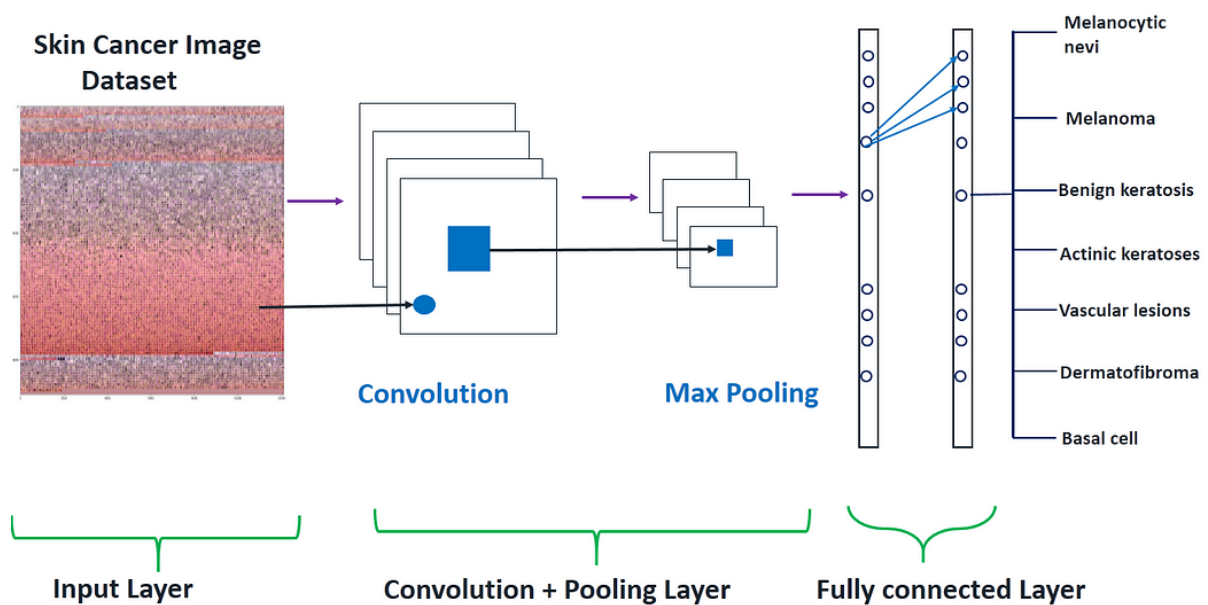 Skin Cancer Image
Dataset
Convolution
Max Pooling
Melanocytic
nevi
Melanoma
Benign keratosis
Actinic keratoses
Vascular lesions
Dermatofibroma
Basal cell
Input Layer
Convolution + Pooling Layer
Fully connected Layer